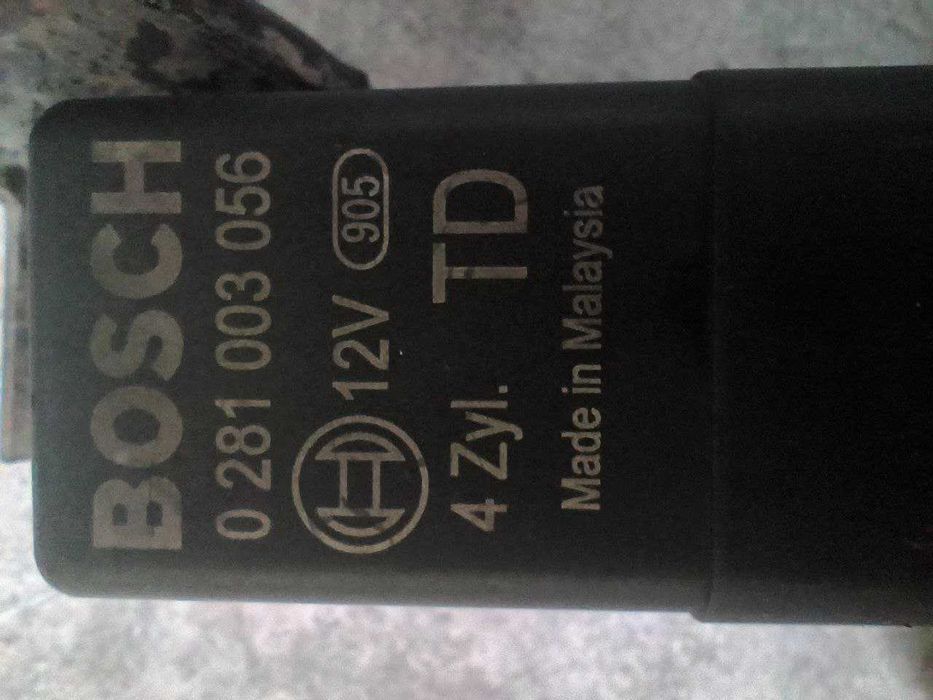 BOSCH
0 281 003 056
12V 905
4 Zyl. TD
Made in Malaysia